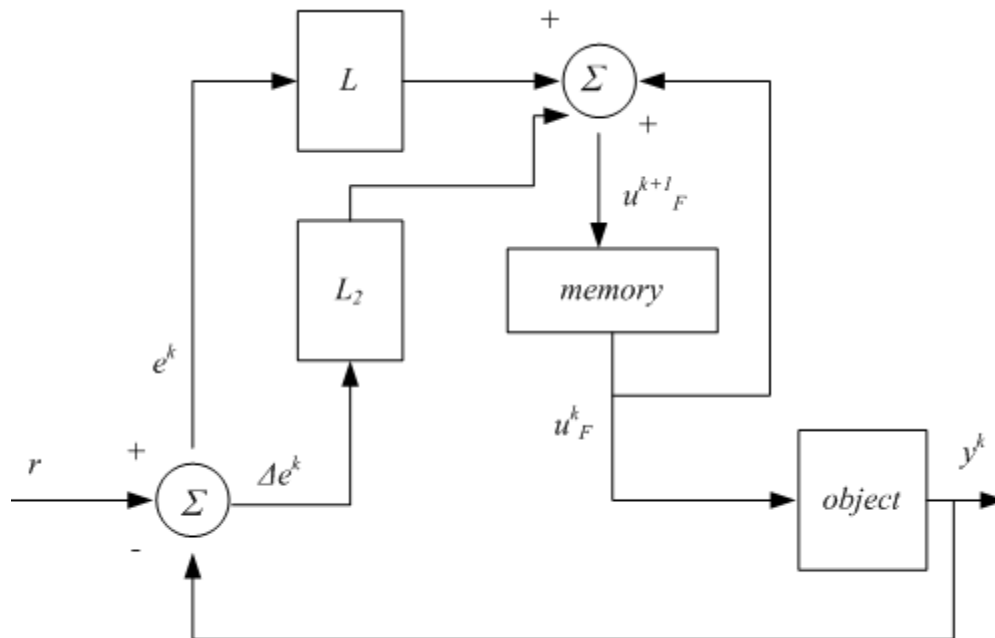 +
L
Σ
+
u^{k+1}_F
L_2
memory
e^k
u^k_F
y^k
+
r
Δe^k
Σ
object
-